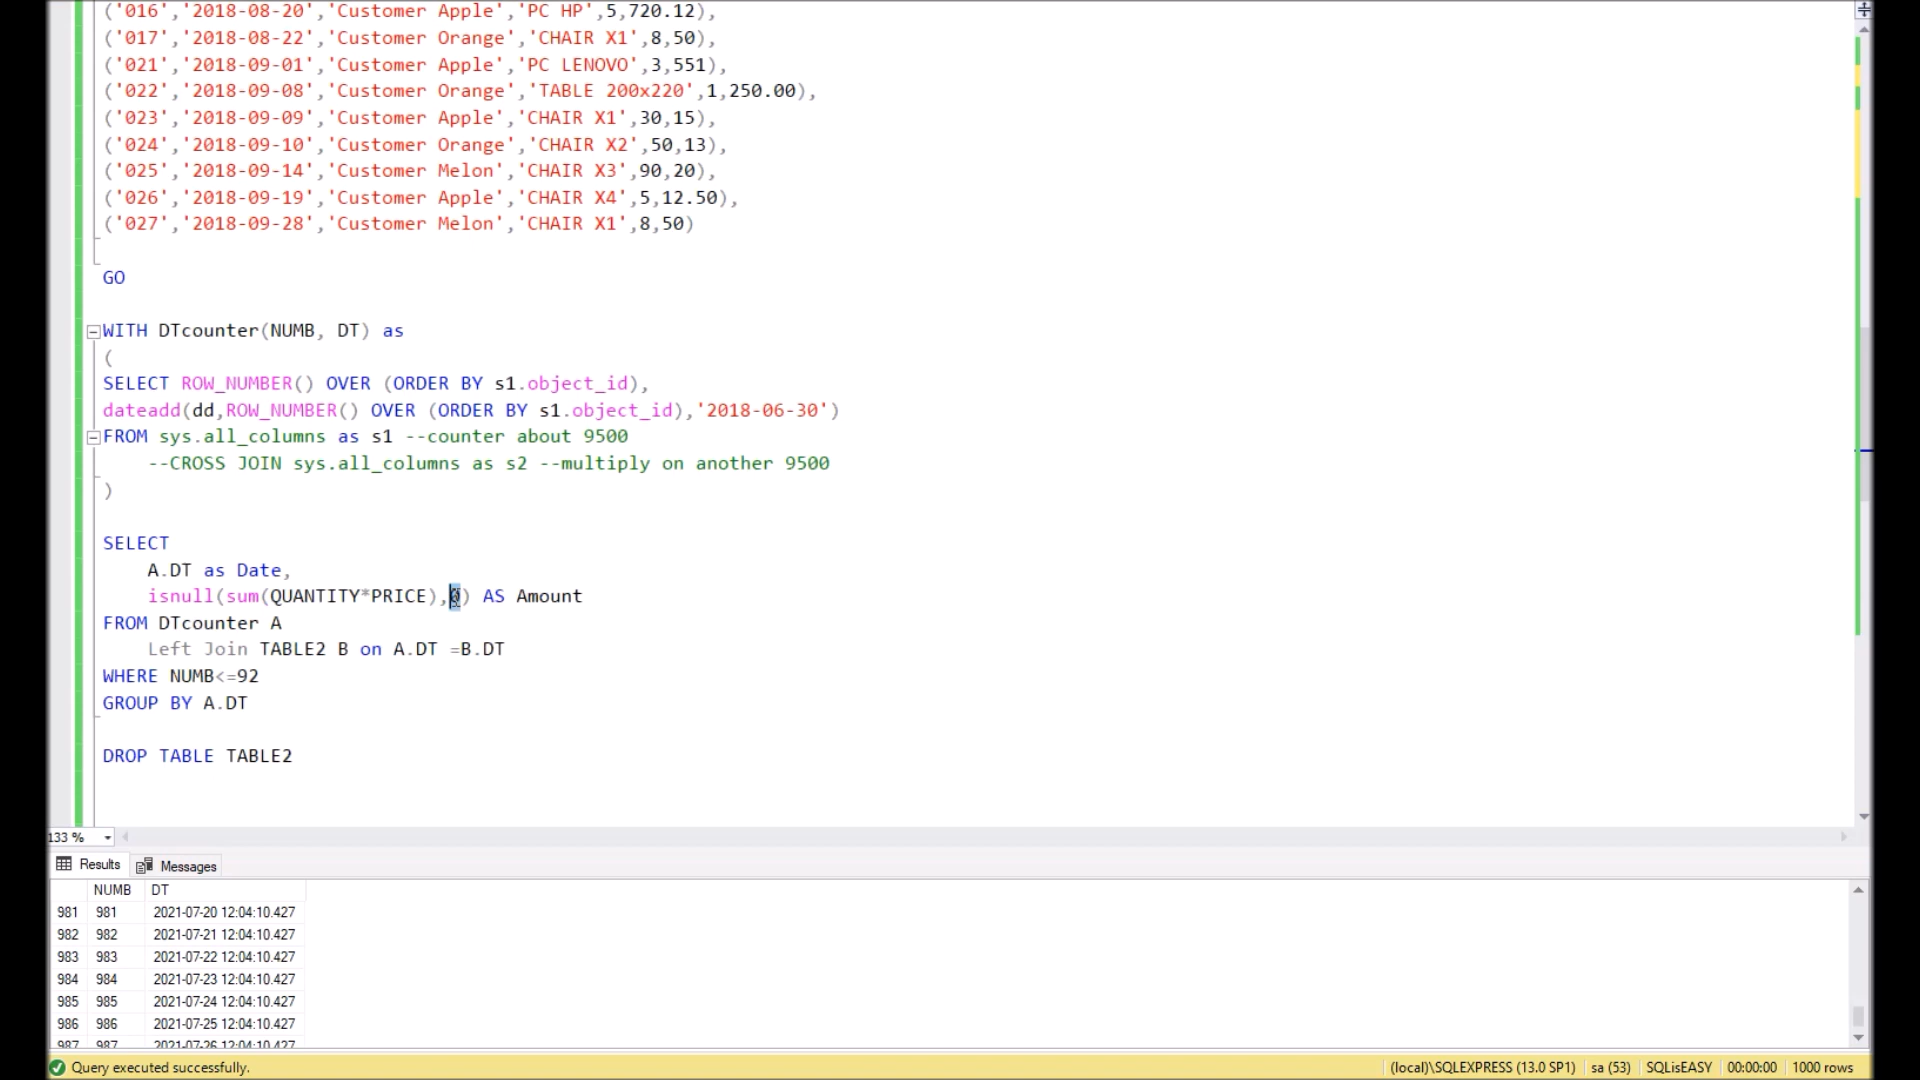 ('016','2018-08-20','Customer Apple','PC HP',5,720.12),
('017','2018-08-22','Customer Orange','CHAIR X1',8,50),
('021','2018-09-01','Customer Apple','PC LENOVO',3,551),
('022','2018-09-08','Customer Orange','TABLE 200x220',1,250.00),
('023','2018-09-09','Customer Apple','CHAIR X1',30,15),
('024','2018-09-10','Customer Orange','CHAIR X2',50,13),
('025','2018-09-14','Customer Melon','CHAIR X3',90,20),
('026','2018-09-19','Customer Apple','CHAIR X4',5,12.50),
('027','2018-09-28','Customer Melon','CHAIR X1',8,50)
GO
WITH DTcounter(NUMB, DT) as
(
SELECT ROW_NUMBER() OVER (ORDER BY s1.object_id),
dateadd(dd,ROW_NUMBER() OVER (ORDER BY s1.object_id),'2018-06-30')
FROM sys.all_columns as s1 --counter about 9500
--CROSS JOIN sys.all_columns as s2 --multiply on another 9500
)
SELECT
A.DT as Date,
isnull(sum(QUANTITY*PRICE),0) AS Amount
FROM DTcounter A
Left Join TABLE2 B on A.DT =B.DT
WHERE NUMB<=92
GROUP BY A.DT
DROP TABLE TABLE2
133 %
Results Messages
NUMB DT
981 981 2021-07-20 12:04:10.427
982 982 2021-07-21 12:04:10.427
983 983 2021-07-22 12:04:10.427
984 984 2021-07-23 12:04:10.427
985 985 2021-07-24 12:04:10.427
986 986 2021-07-25 12:04:10.427
987 987 2021-07-26 12:04:10.427
Query executed successfully. (local)\SQLEXPRESS (13.0 SP1) sa (53) SQLisEASY 00:00:00 1000 rows